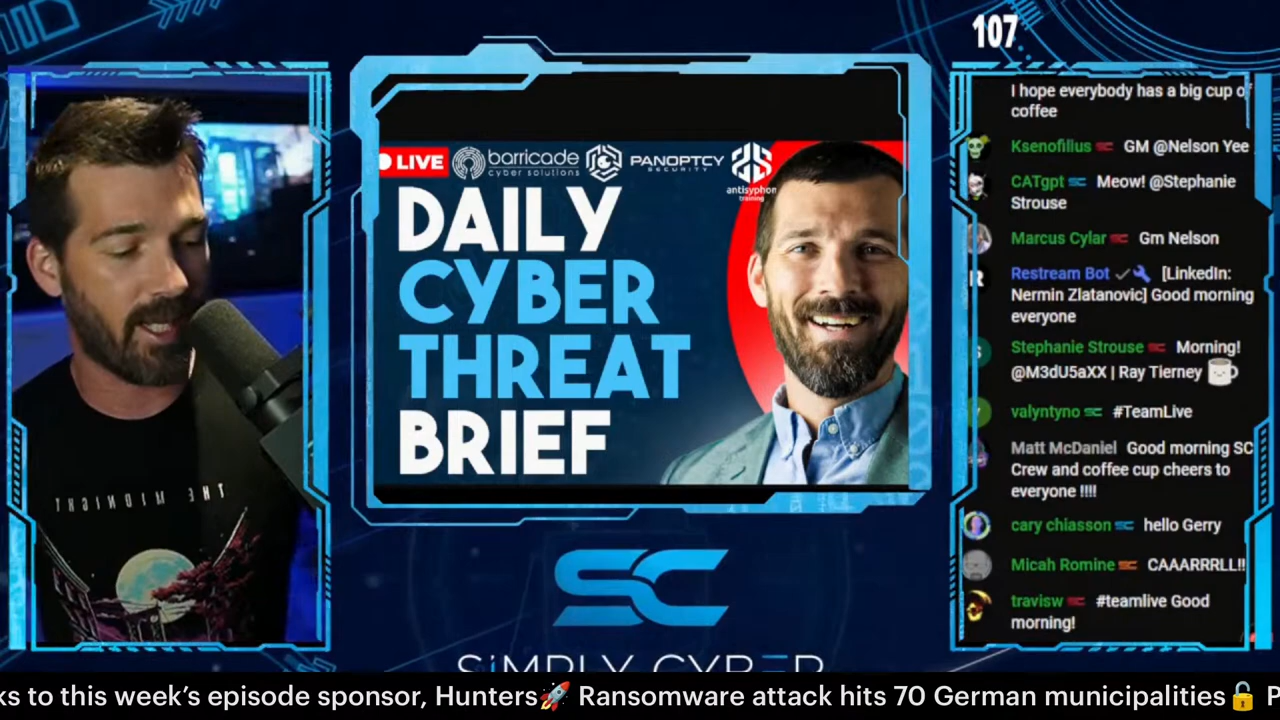 107
THE MIDNIGHT
LIVE
barricade
cyber solutions
PANOPTCY
SECURITY
antisyphon
training
DAILY
CYBER
THREAT
BRIEF
SC
SIMPLY CYBER
I hope everybody has a big cup of
coffee
Ksenofilius GM @Nelson Yee
CATgpt Meow! @Stephanie
Strouse
Marcus Cylar Gm Nelson
Restream Bot [LinkedIn:
Nermin Zlatanovic] Good morning
everyone
Stephanie Strouse Morning!
@M3dU5aXX | Ray Tierney
valyntyno #TeamLive
Matt McDaniel Good morning SC
Crew and coffee cup cheers to
everyone !!!!
cary chiasson hello Gerry
Micah Romine CAAARRRLL!!
travisw #teamlive Good
morning!
ks to this week's episode sponsor, Hunters🚀 Ransomware attack hits 70 German municipalities🔓 P